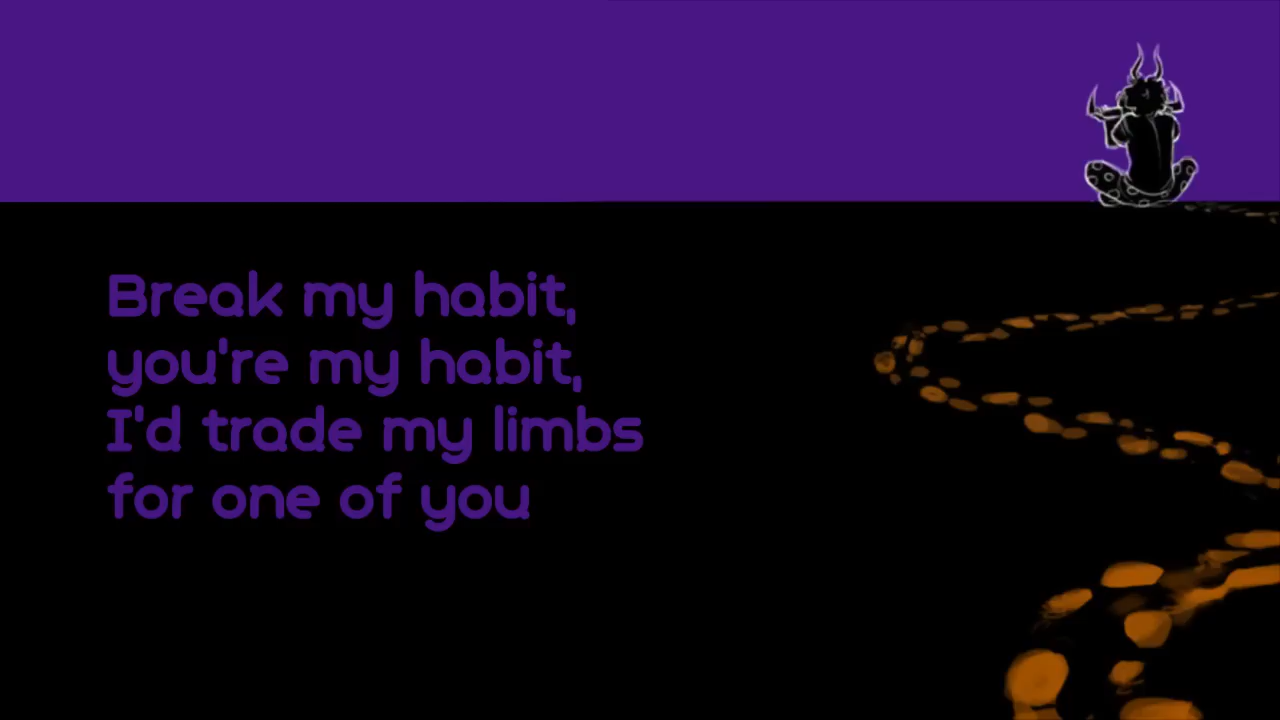 Break my habit,
you're my habit,
I'd trade my limbs
for one of you